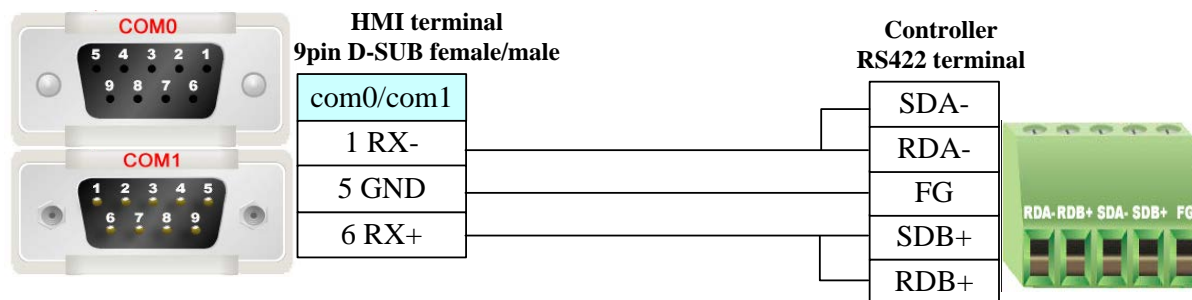 COM0
5 4 3 2 1
9 8 7 6
COM1
1 2 3 4 5
6 7 8 9
HMI terminal
9pin D-SUB female/male
com0/com1
1 RX-
5 GND
6 RX+
Controller
RS422 terminal
SDA-
RDA-
FG
SDB+
RDB+
RDA- RDB+ SDA- SDB+ FG